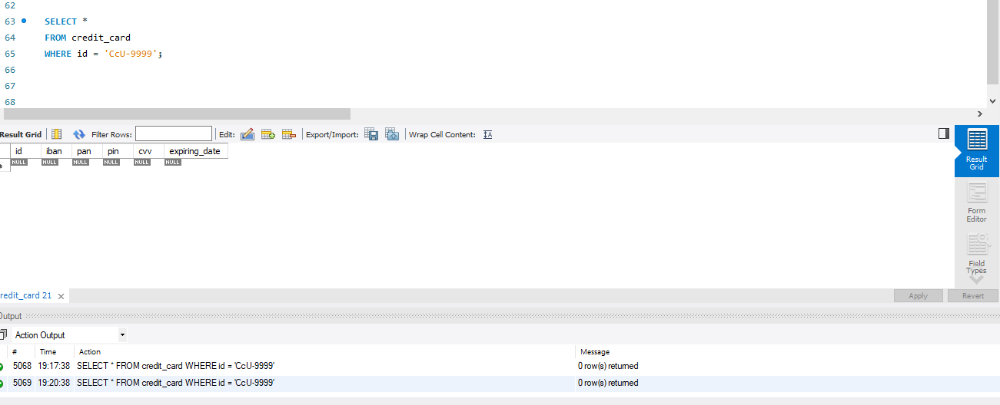 62
63 SELECT *
64 FROM credit_card
65 WHERE id = 'CcU-9999';
66
67
68
Result Grid Filter Rows: Edit: Export/Import: Wrap Cell Content: IA
id iban pan pin cvv expiring_date
NULL NULL NULL NULL NULL NULL
Result
Grid
Form
Editor
Field
Types
redit_card 21
Apply Revert
Output
Action Output
# Time Action Message
5068 19:17:38 SELECT * FROM credit_card WHERE id = 'CcU-9999' 0 row(s) returned
5069 19:20:38 SELECT * FROM credit_card WHERE id = 'CcU-9999' 0 row(s) returned